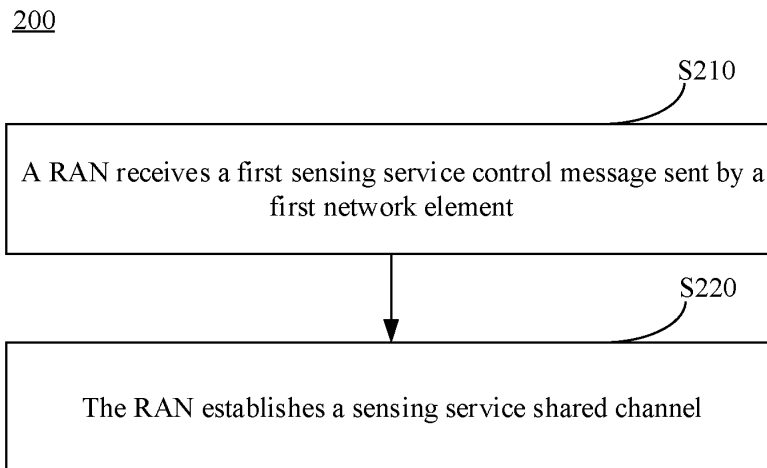 200
S210
A RAN receives a first sensing service control message sent by a
first network element
S220
The RAN establishes a sensing service shared channel